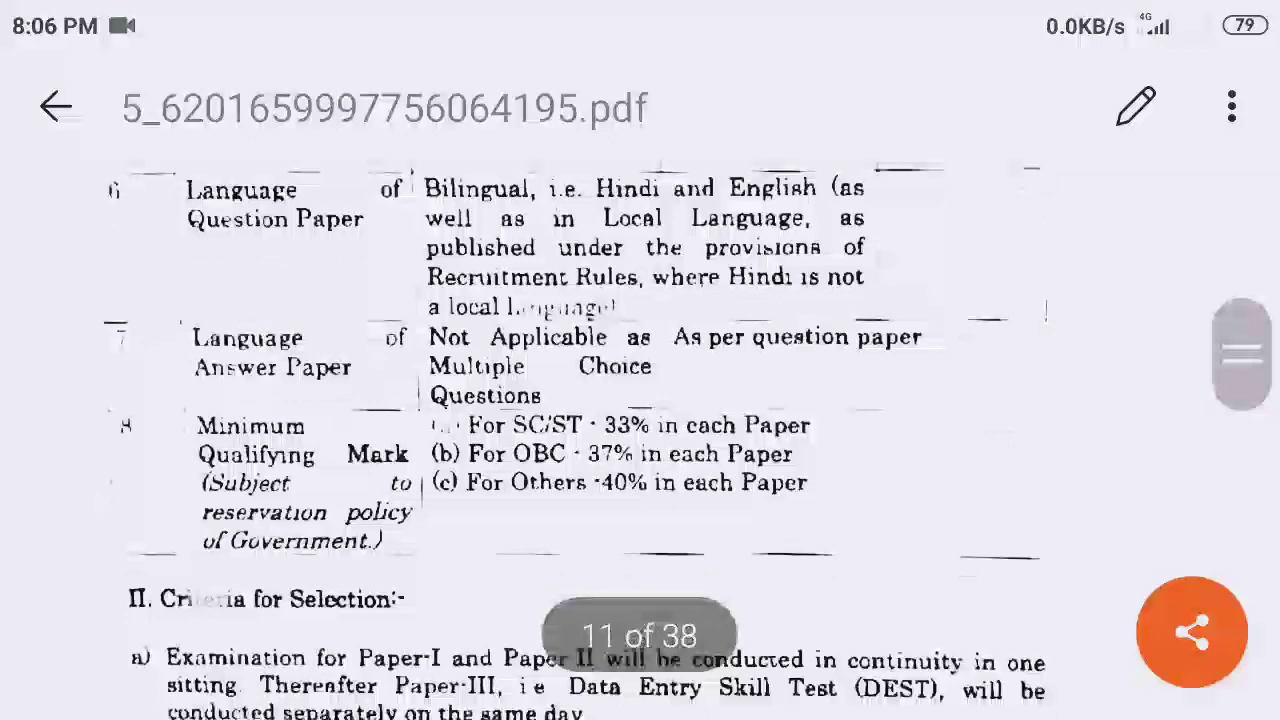 8:06 PM
0.0KB/s 4G 79
5_6201659997756064195.pdf
6 Language of Bilingual, i.e. Hindi and English (as
Question Paper well as in Local Language, as
published under the provisions of
Recruitment Rules, where Hindi is not
a local language)
7 Language of Not Applicable as As per question paper
Answer Paper Multiple Choice
Questions
8 Minimum For SC/ST - 33% in each Paper
Qualifying Mark (b) For OBC - 37% in each Paper
(Subject to (c) For Others -40% in each Paper
reservation policy
of Government.)
II. Criteria for Selection:-
11 of 38
a) Examination for Paper-I and Paper II will be conducted in continuity in one
sitting. Thereafter Paper-III, i e Data Entry Skill Test (DEST), will be
conducted separately on the same day